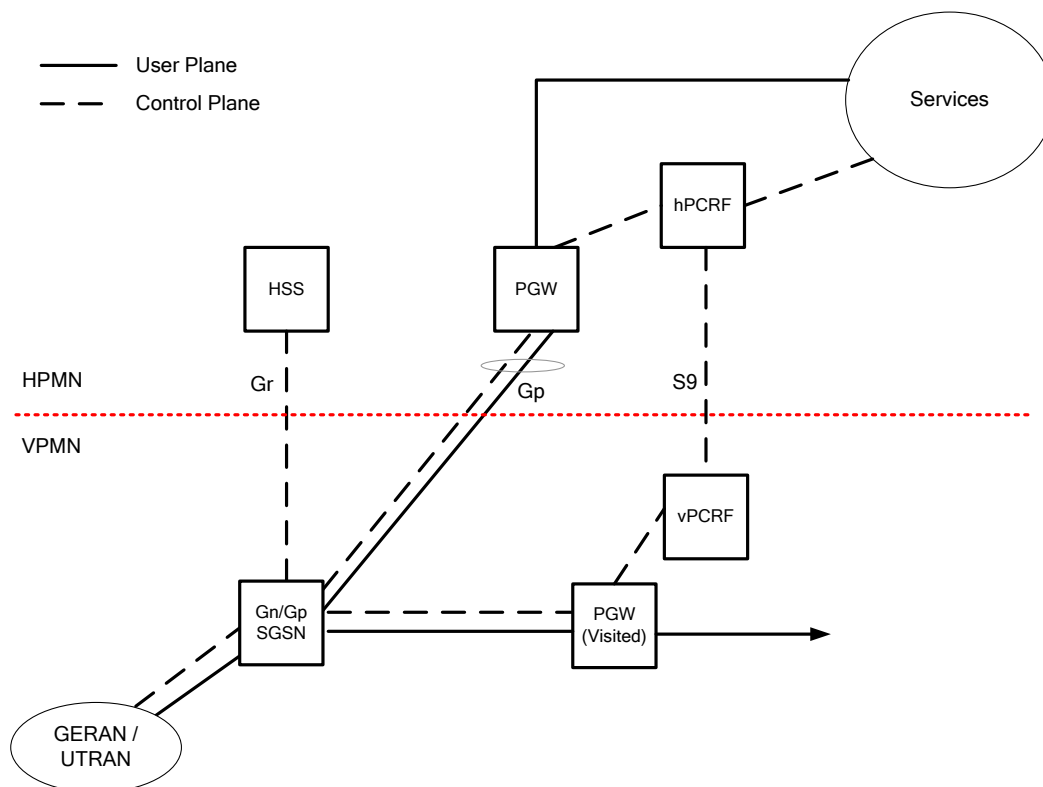 User Plane
Control Plane
Services
hPCRF
HSS
PGW
HPMN
Gr
Gp
S9
VPMN
vPCRF
Gn/Gp
SGSN
PGW
(Visited)
GERAN /
UTRAN